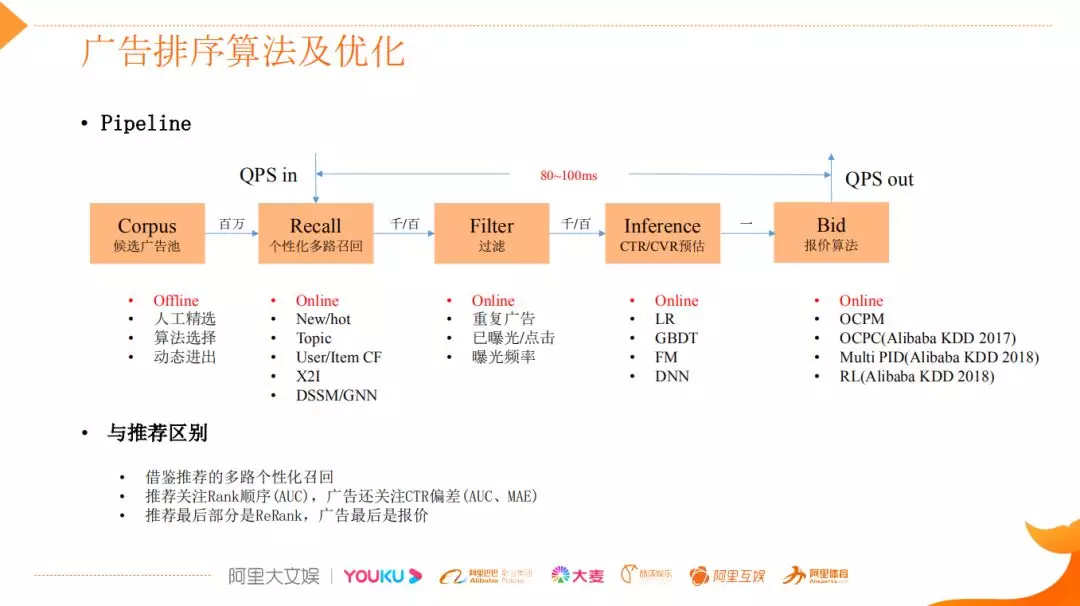 广告排序算法及优化
• Pipeline
QPS in
80~100ms
QPS out
Corpus
候选广告池
百万
Recall
个性化多路召回
千/百
Filter
过滤
千/百
Inference
CTR/CVR预估
一
Bid
报价算法
• Offline
• 人工精选
• 算法选择
• 动态进出
• Online
• New/hot
• Topic
• User/Item CF
• X2I
• DSSM/GNN
• Online
• 重复广告
• 已曝光/点击
• 曝光频率
• Online
• LR
• GBDT
• FM
• DNN
• Online
• OCPM
• OCPC(Alibaba KDD 2017)
• Multi PID(Alibaba KDD 2018)
• RL(Alibaba KDD 2018)
• 与推荐区别
• 借鉴推荐的多路个性化召回
• 推荐关注Rank顺序(AUC)，广告还关注CTR偏差(AUC、MAE)
• 推荐最后部分是ReRank，广告最后是报价
阿里大文娱
YOUKU
阿里巴巴
Alibaba Pictures
大麦
阿里互娱
阿里体育